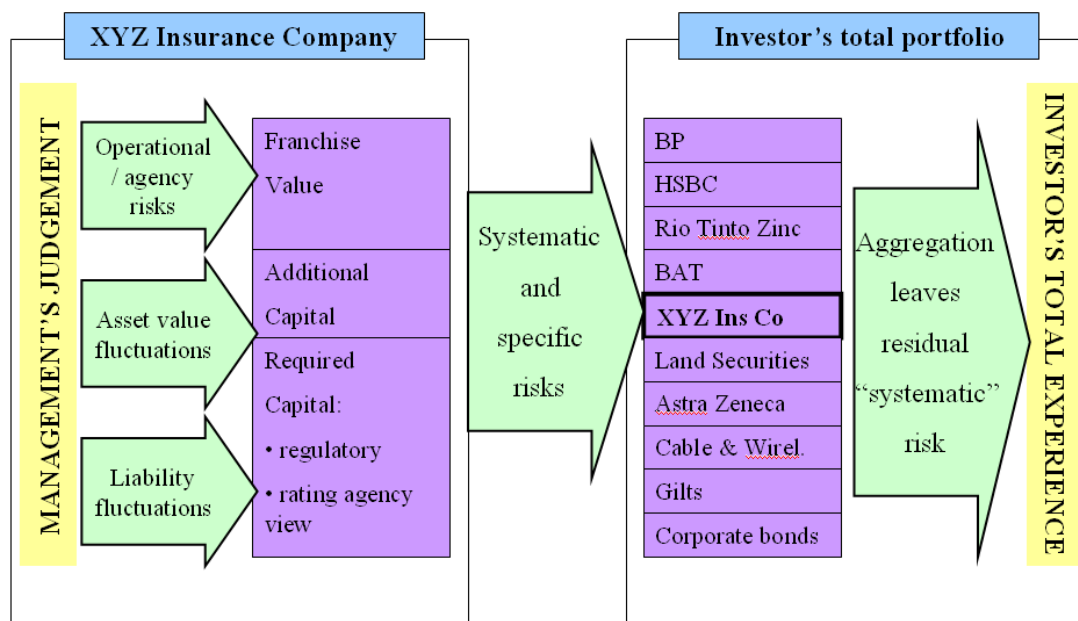 XYZ Insurance Company
MANAGEMENT'S JUDGEMENT
Operational
/ agency
risks
Asset value
fluctuations
Liability
fluctuations
Franchise
Value
Additional
Capital
Required
Capital:
• regulatory
• rating agency
view
Systematic
and
specific
risks
Investor's total portfolio
BP
HSBC
Rio Tinto Zinc
BAT
XYZ Ins Co
Land Securities
Astra Zeneca
Cable & Wirel.
Gilts
Corporate bonds
Aggregation
leaves
residual
“systematic”
risk
INVESTOR'S TOTAL EXPERIENCE